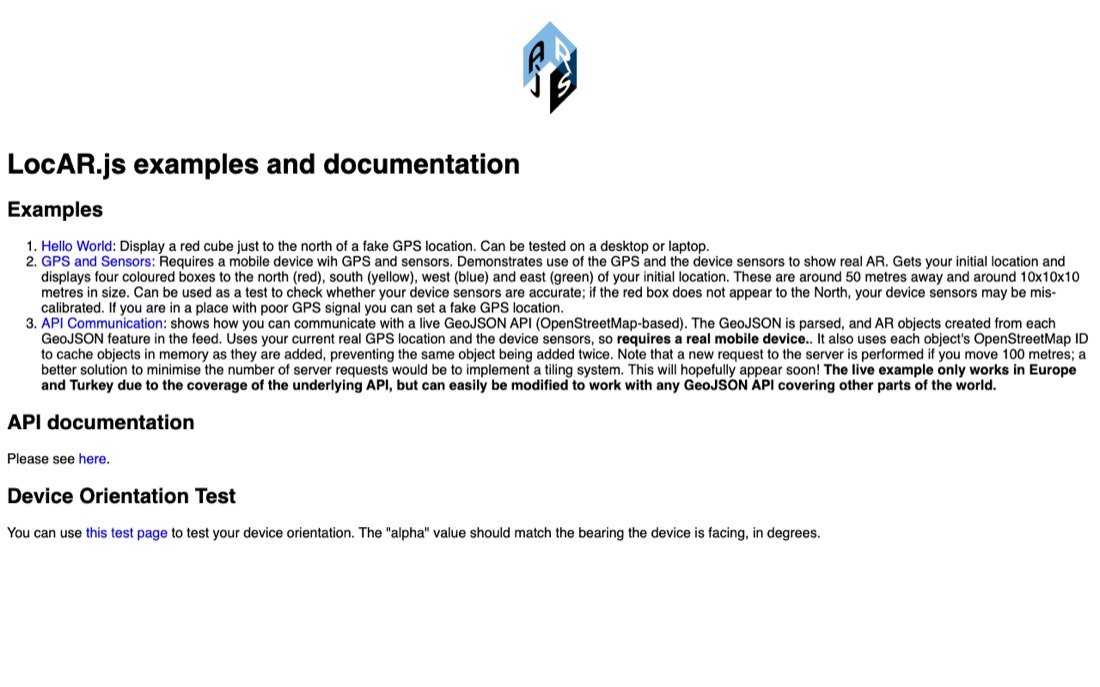 AR
JS
LocAR.js examples and documentation
Examples
1. Hello World: Display a red cube just to the north of a fake GPS location. Can be tested on a desktop or laptop.
2. GPS and Sensors: Requires a mobile device wih GPS and sensors. Demonstrates use of the GPS and the device sensors to show real AR. Gets your initial location and
displays four coloured boxes to the north (red), south (yellow), west (blue) and east (green) of your initial location. These are around 50 metres away and around 10x10x10
metres in size. Can be used as a test to check whether your device sensors are accurate; if the red box does not appear to the North, your device sensors may be mis-
calibrated. If you are in a place with poor GPS signal you can set a fake GPS location.
3. API Communication: shows how you can communicate with a live GeoJSON API (OpenStreetMap-based). The GeoJSON is parsed, and AR objects created from each
GeoJSON feature in the feed. Uses your current real GPS location and the device sensors, so requires a real mobile device.. It also uses each object's OpenStreetMap ID
to cache objects in memory as they are added, preventing the same object being added twice. Note that a new request to the server is performed if you move 100 metres; a
better solution to minimise the number of server requests would be to implement a tiling system. This will hopefully appear soon! The live example only works in Europe
and Turkey due to the coverage of the underlying API, but can easily be modified to work with any GeoJSON API covering other parts of the world.
API documentation
Please see here.
Device Orientation Test
You can use this test page to test your device orientation. The "alpha" value should match the bearing the device is facing, in degrees.